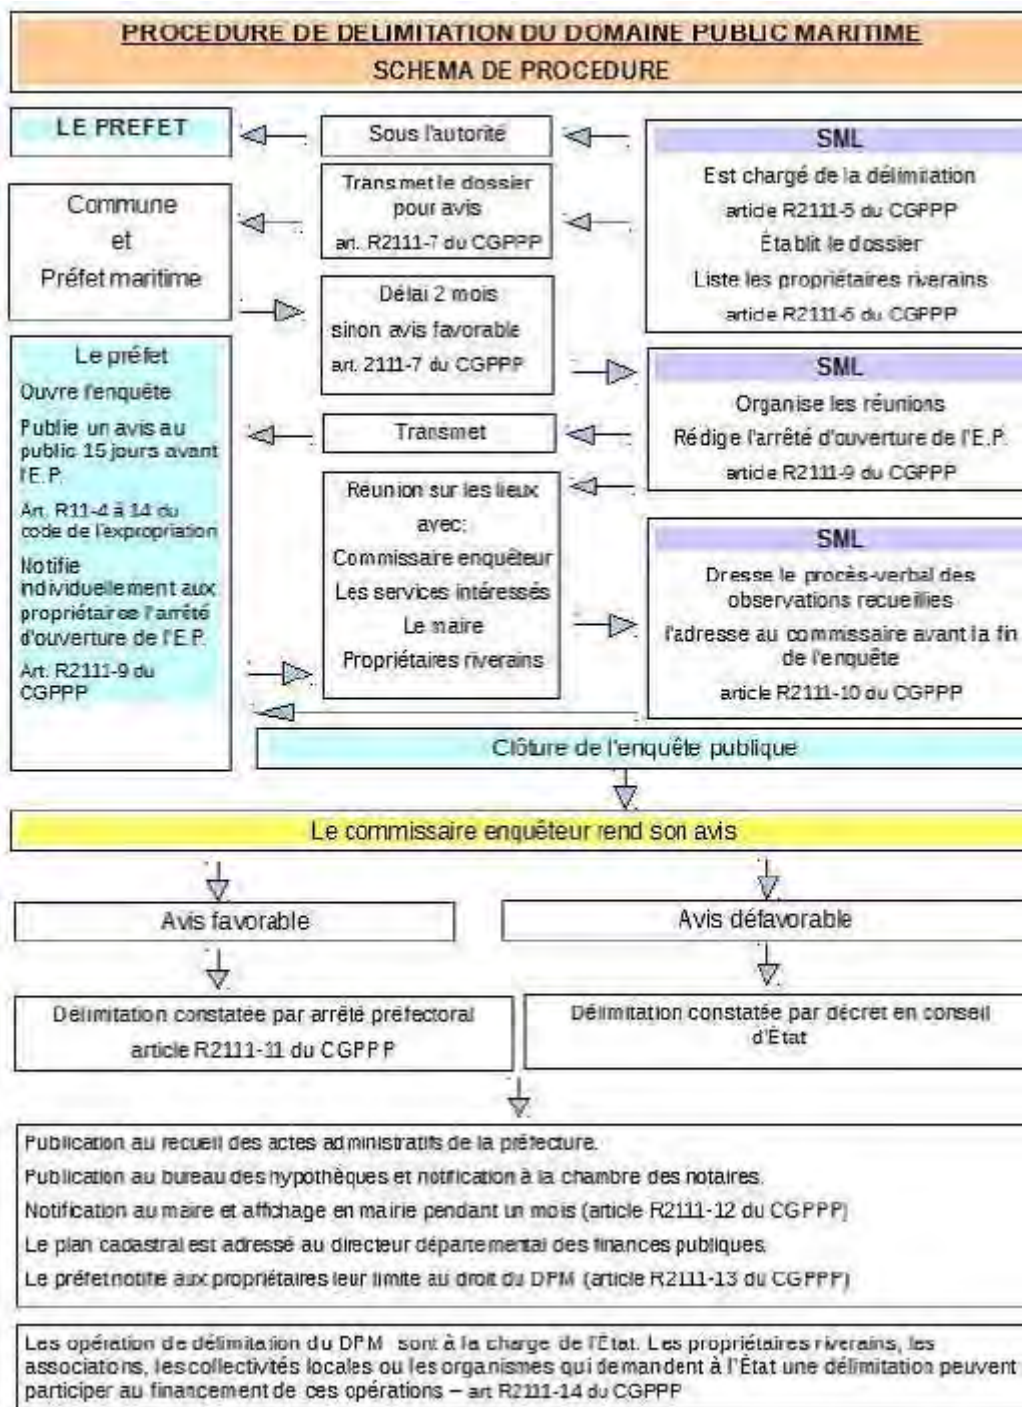 PROCEDURE DE DELIMITATION DU DOMAINE PUBLIC MARITIME
SCHEMA DE PROCEDURE
LE PREFET
Sous l'autorité
SML
Est chargé de la délimitation
article R2111-5 du CGPPP
Établit le dossier
Liste les propriétaires riverains
article R2111-6 du CGPPP
Transmet le dossier
pour avis
art. R2111-7 du CGPPP
Commune
et
Préfet maritime
Délai 2 mois
sinon avis favorable
art. 2111-7 du CGPPP
SML
Organise les réunions
Rédige l'arrêté d'ouverture de l'E.P.
article R2111-9 du CGPPP
Transmet
Le préfet
Ouvre l'enquête
Publie un avis au
public 15 jours avant
l'E.P.
Art. R11-4 à 14 du
code de l'expropriation
Notifie
individuellement aux
propriétaires l'arrêté
d'ouverture de l'E.P.
Art. R2111-9 du
CGPPP
Réunion sur les lieux
avec:
Commissaire enquêteur
Les services intéressés
Le maire
Propriétaires riverains
SML
Dresse le procès-verbal des
observations recueillies
l'adresse au commissaire avant la fin
de l'enquête
article R2111-10 du CGPPP
Clôture de l'enquête publique
Le commissaire enquêteur rend son avis
Avis favorable
Avis défavorable
Délimitation constatée par arrêté préfectoral
article R2111-11 du CGPPP
Délimitation constatée par décret en conseil
d'État
Publication au recueil des actes administratifs de la préfecture.
Publication au bureau des hypothèques et notification à la chambre des notaires.
Notification au maire et affichage en mairie pendant un mois (article R2111-12 du CGPPP)
Le plan cadastral est adressé au directeur départemental des finances publiques.
Le préfet notifie aux propriétaires leur limite au droit du DPM (article R2111-13 du CGPPP)
Les opération de délimitation du DPM sont à la charge de l'État. Les propriétaires riverains, les
associations, les collectivités locales ou les organismes qui demandent à l'État une délimitation peuvent
participer au financement de ces opérations – art R2111-14 du CGPPP